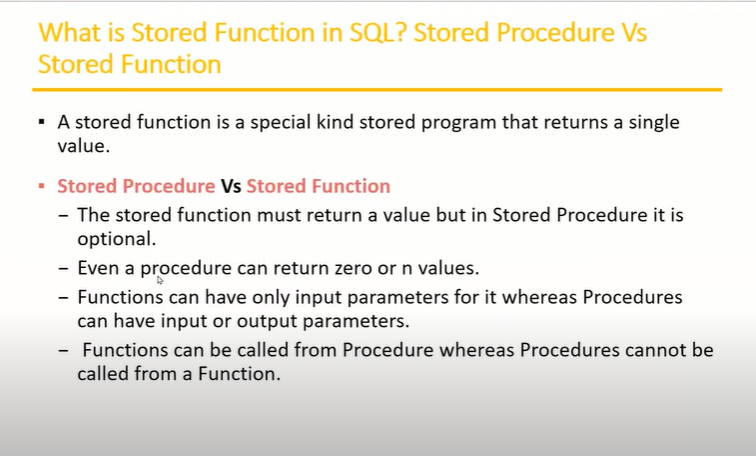 What is Stored Function in SQL? Stored Procedure Vs
Stored Function
▪ A stored function is a special kind stored program that returns a single
value.
▪ Stored Procedure Vs Stored Function
– The stored function must return a value but in Stored Procedure it is
optional.
– Even a procedure can return zero or n values.
– Functions can have only input parameters for it whereas Procedures
can have input or output parameters.
– Functions can be called from Procedure whereas Procedures cannot be
called from a Function.